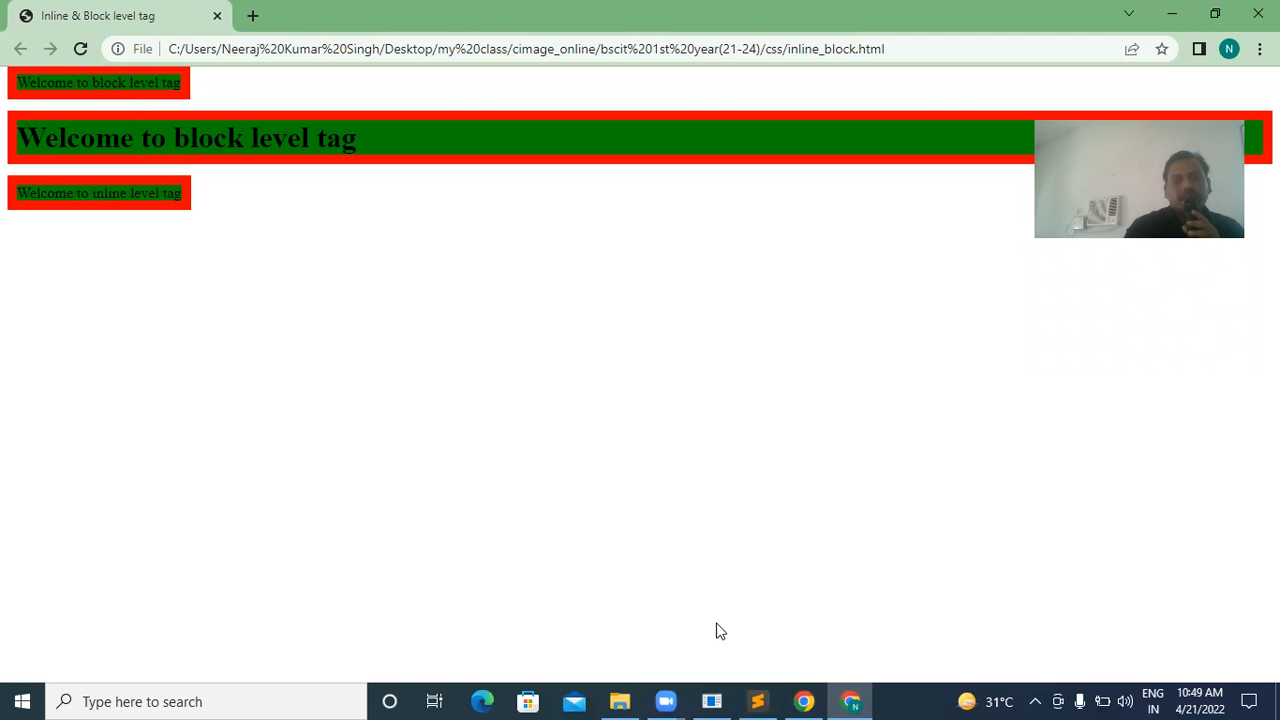 Inline & Block level tag
File
C:/Users/Neeraj%20Kumar%20Singh/Desktop/my%20class/cimage_online/bscit%201st%20year(21-24)/css/inline_block.html
N
Welcome to block level tag
Welcome to block level tag
Welcome to inline level tag
Type here to search
N
31°C
ENG
IN
10:49 AM
4/21/2022